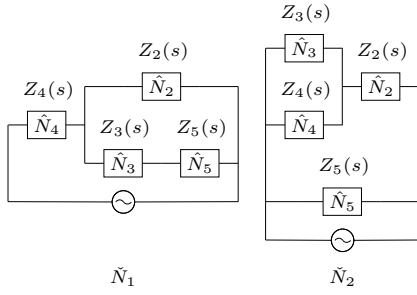 Z_3(s)
Z_2(s) N̂_3 Z_2(s)
Z_4(s) N̂_2 Z_4(s) N̂_2
N̂_4 Z_3(s) Z_5(s) N̂_4
N̂_3 N̂_5 Z_5(s)
N̂_5
Ň_1 Ň_2